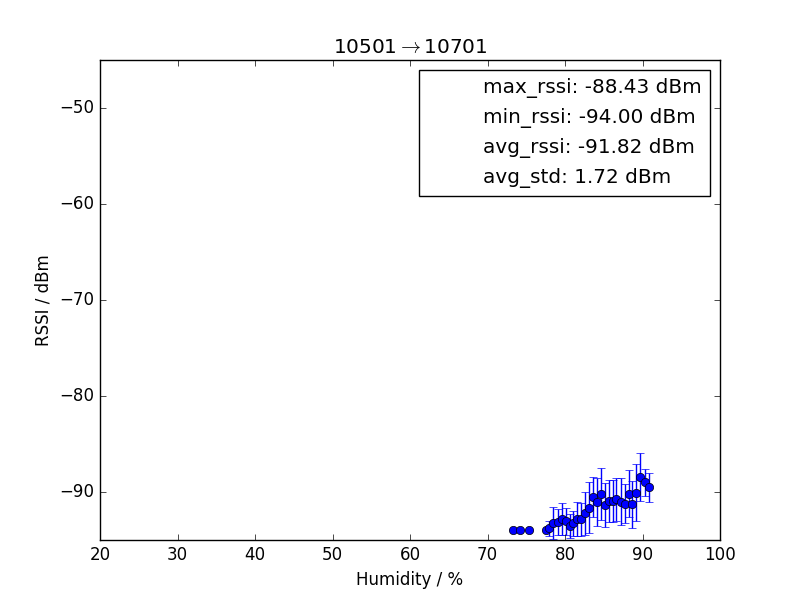 10501→10701
max_rssi: -88.43 dBm
min_rssi: -94.00 dBm
avg_rssi: -91.82 dBm
avg_std: 1.72 dBm
RSSI / dBm
−50
−60
−70
−80
−90
20 30 40 50 60 70 80 90 100
Humidity / %